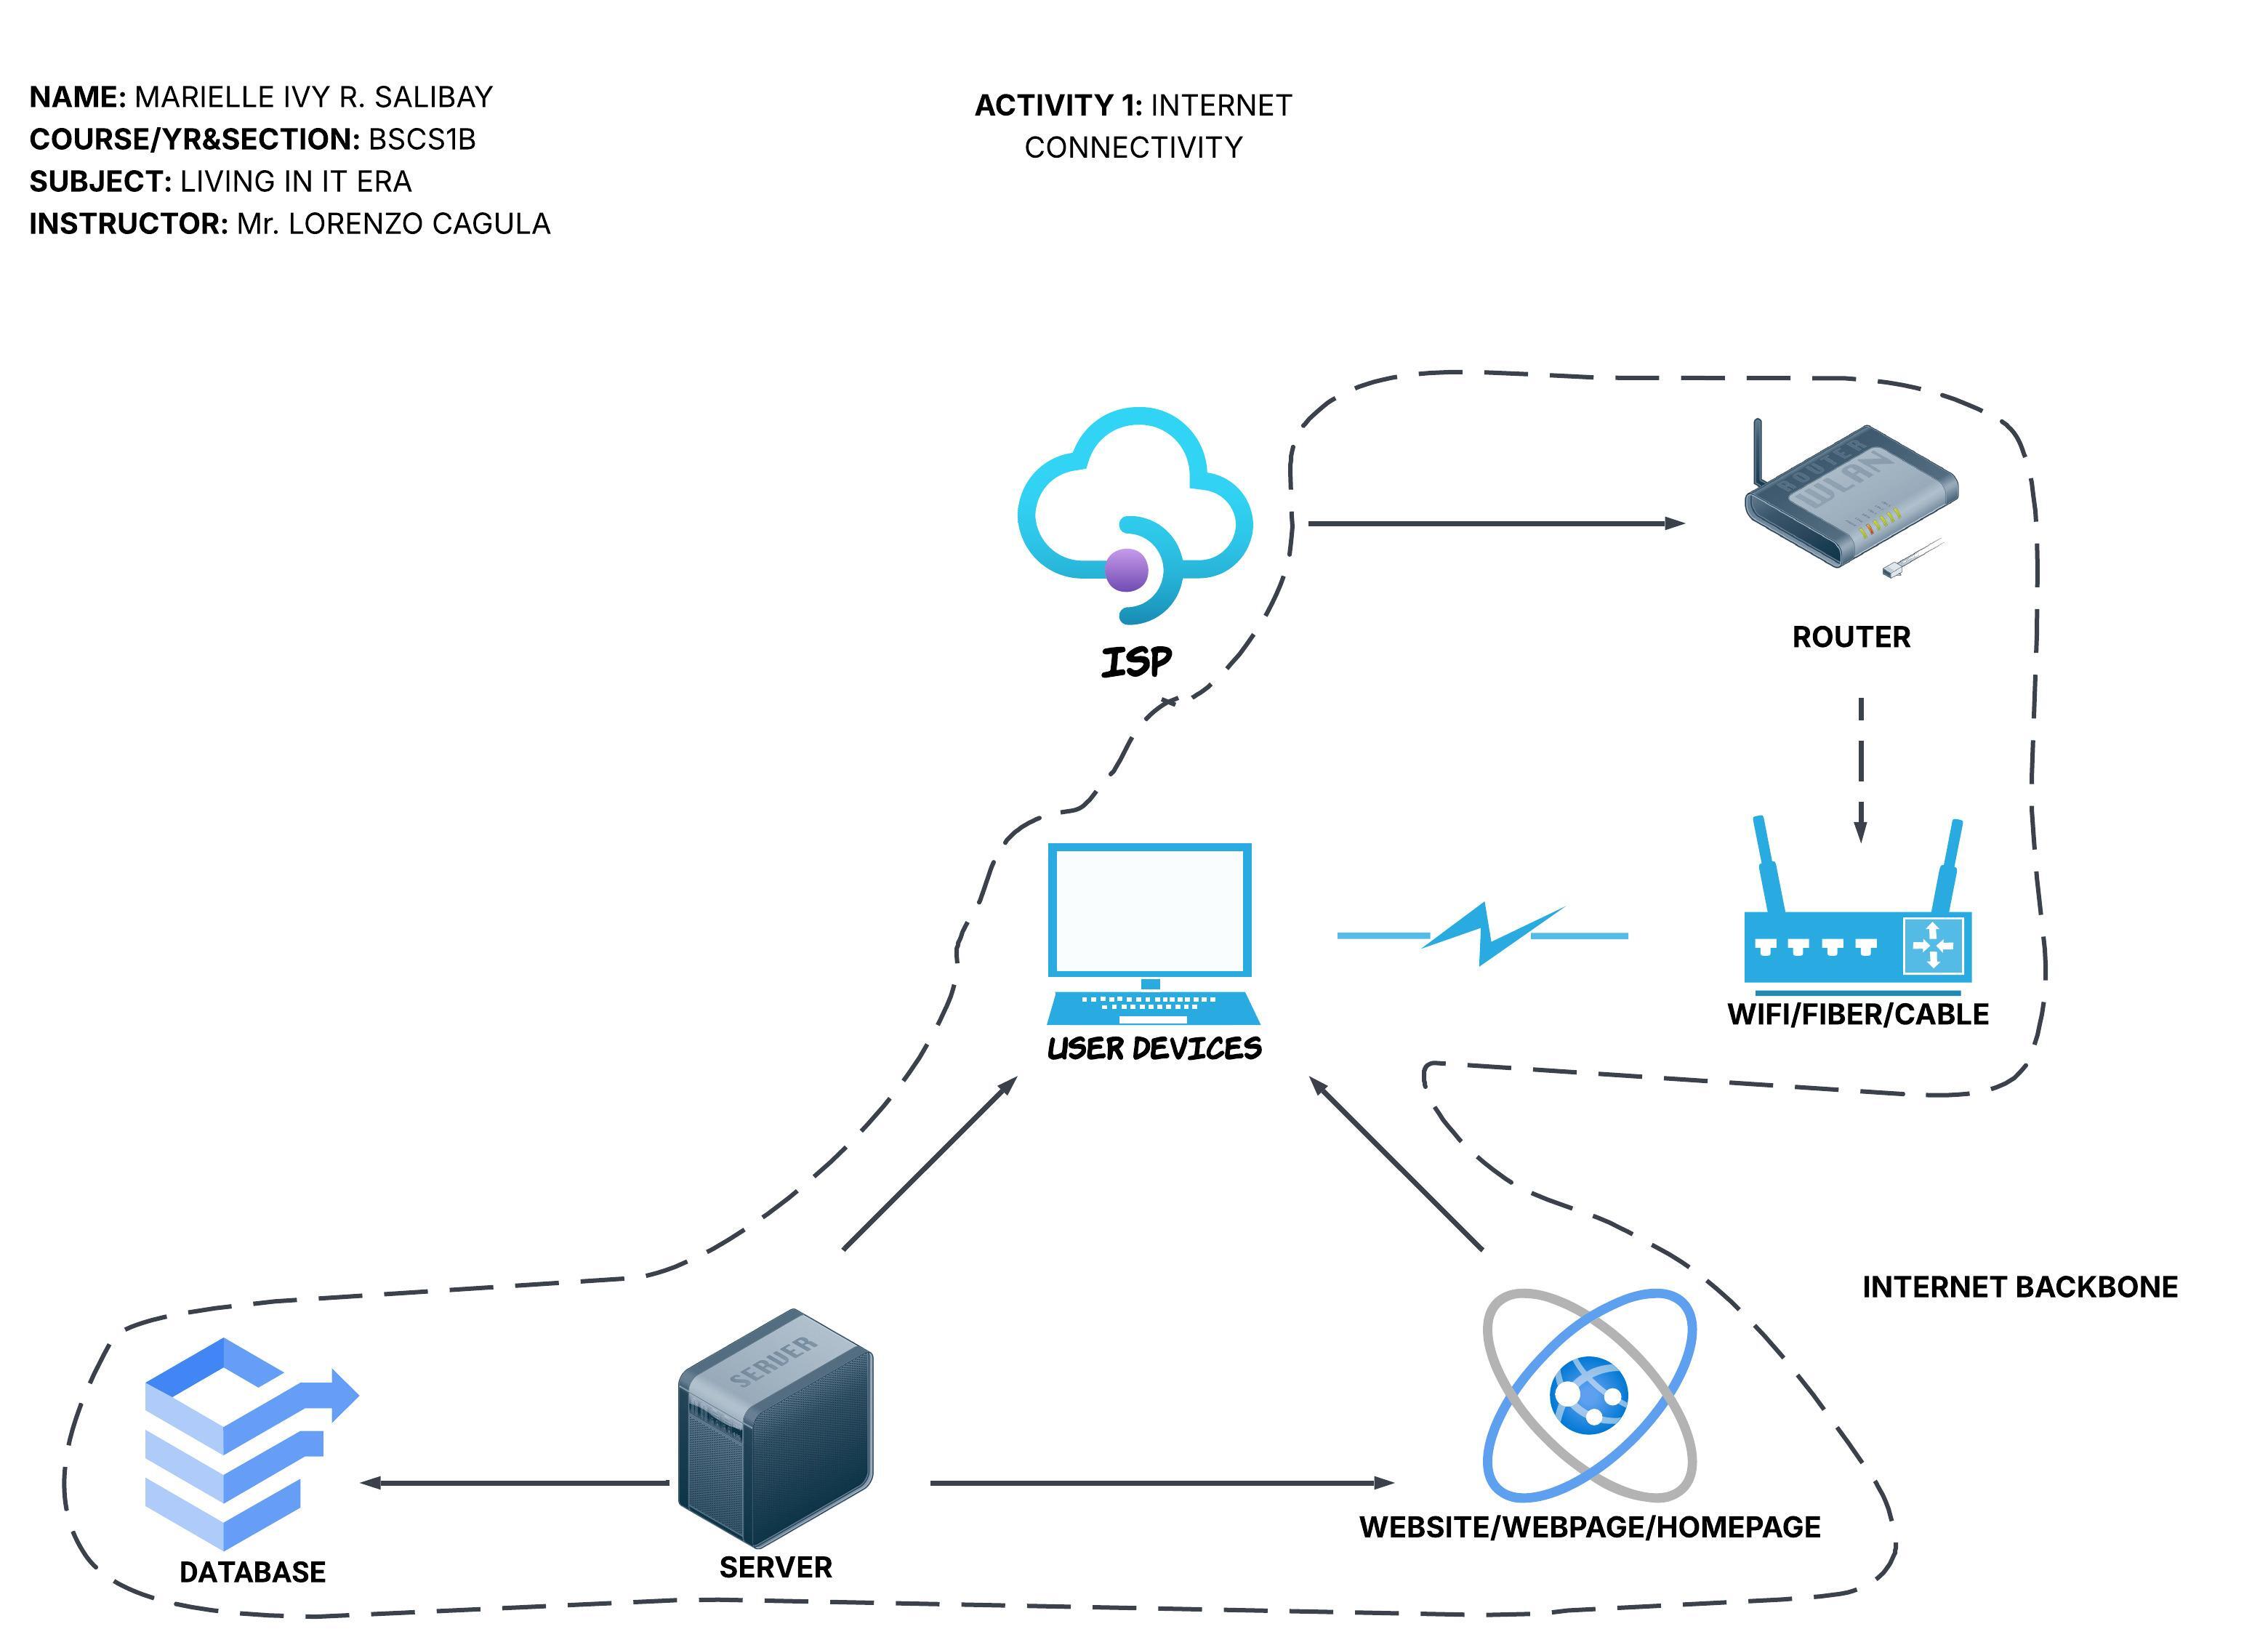 NAME: MARIELLE IVY R. SALIBAY
COURSE/YR&SECTION: BSCS1B
SUBJECT: LIVING IN IT ERA
INSTRUCTOR: Mr. LORENZO CAGULA
ACTIVITY 1: INTERNET
CONNECTIVITY
ROUTER
WLAN
ISP
ROUTER
WIFI/FIBER/CABLE
USER DEVICES
INTERNET BACKBONE
SERVER
WEBSITE/WEBPAGE/HOMEPAGE
DATABASE
SERVER